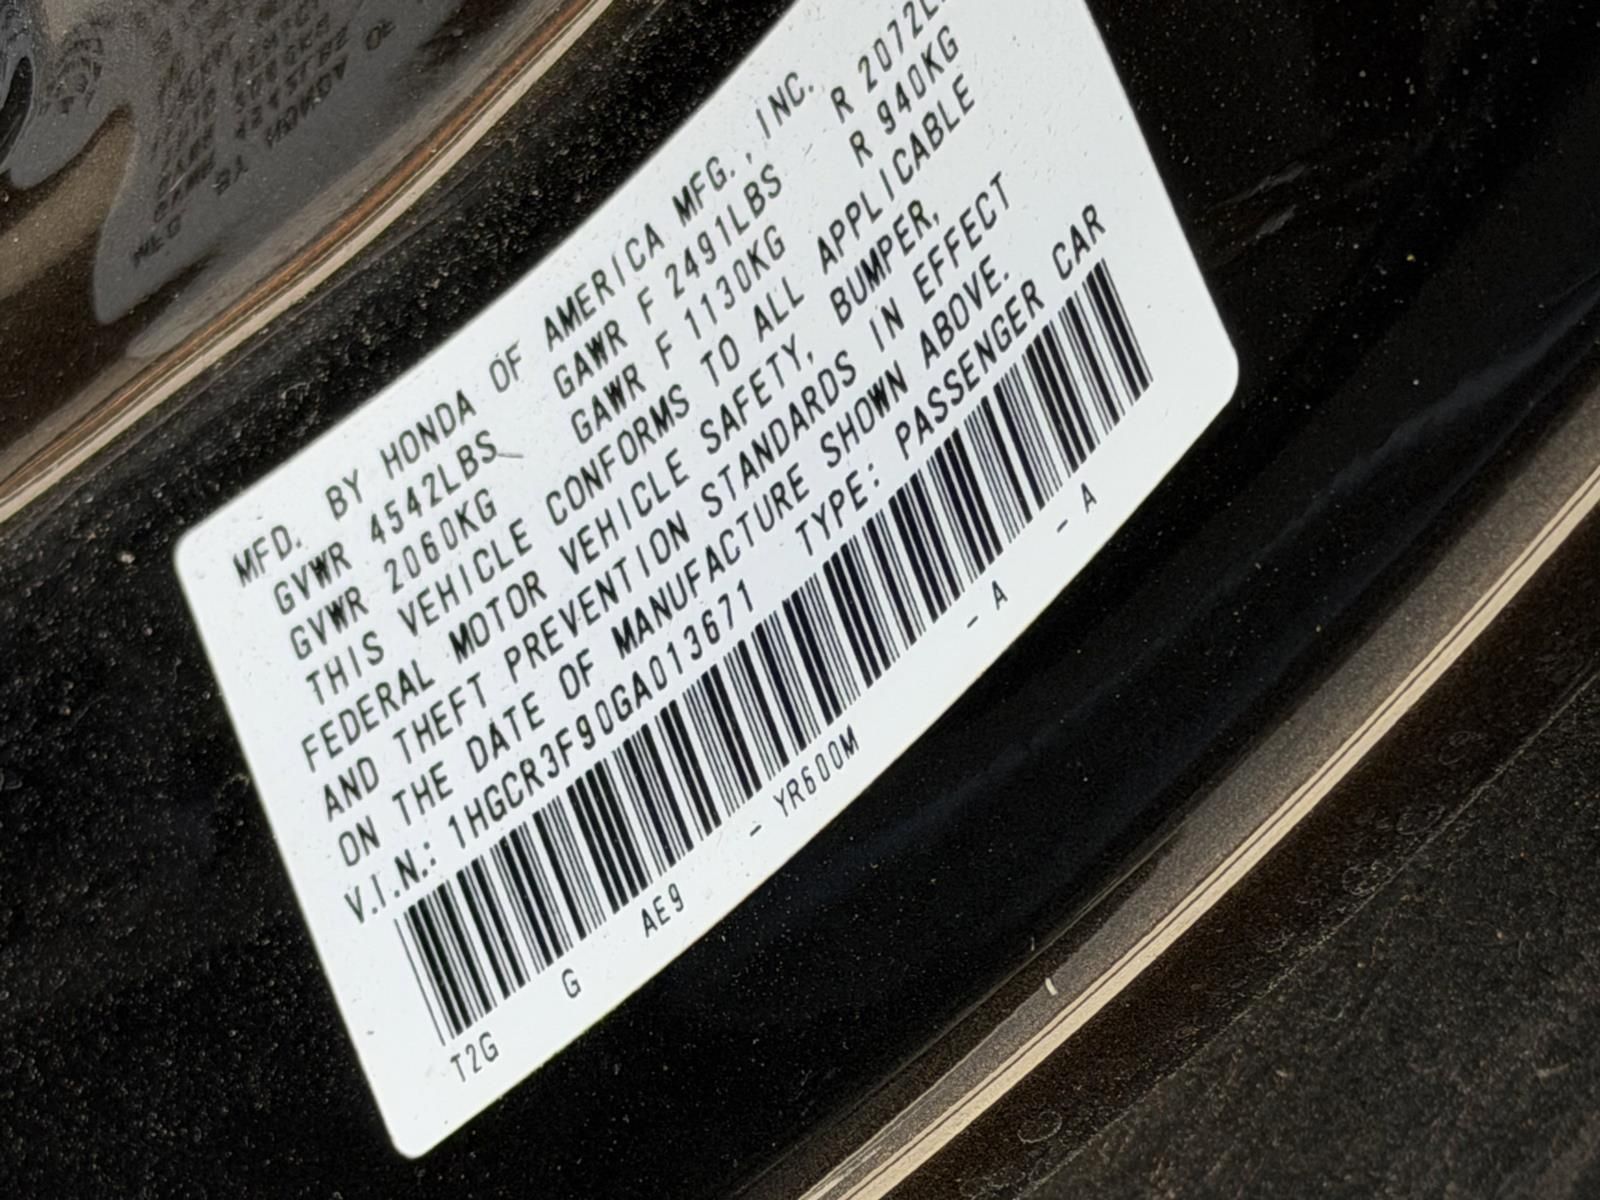 MFD. BY HONDA OF AMERICA MFG., INC.
GVWR 4542LBS GAWR F 2491LBS R 2072
GVWR 2060KG GAWR F 1130KG R 940KG
THIS VEHICLE CONFORMS TO ALL APPLICABLE
FEDERAL MOTOR VEHICLE SAFETY, BUMPER,
AND THEFT PREVENTION STANDARDS IN EFFECT
ON THE DATE OF MANUFACTURE SHOWN ABOVE.
V.I.N.: 1HGCR3F90GA013671 TYPE: PASSENGER CAR
T2G G AE9 - YR600M - A - A